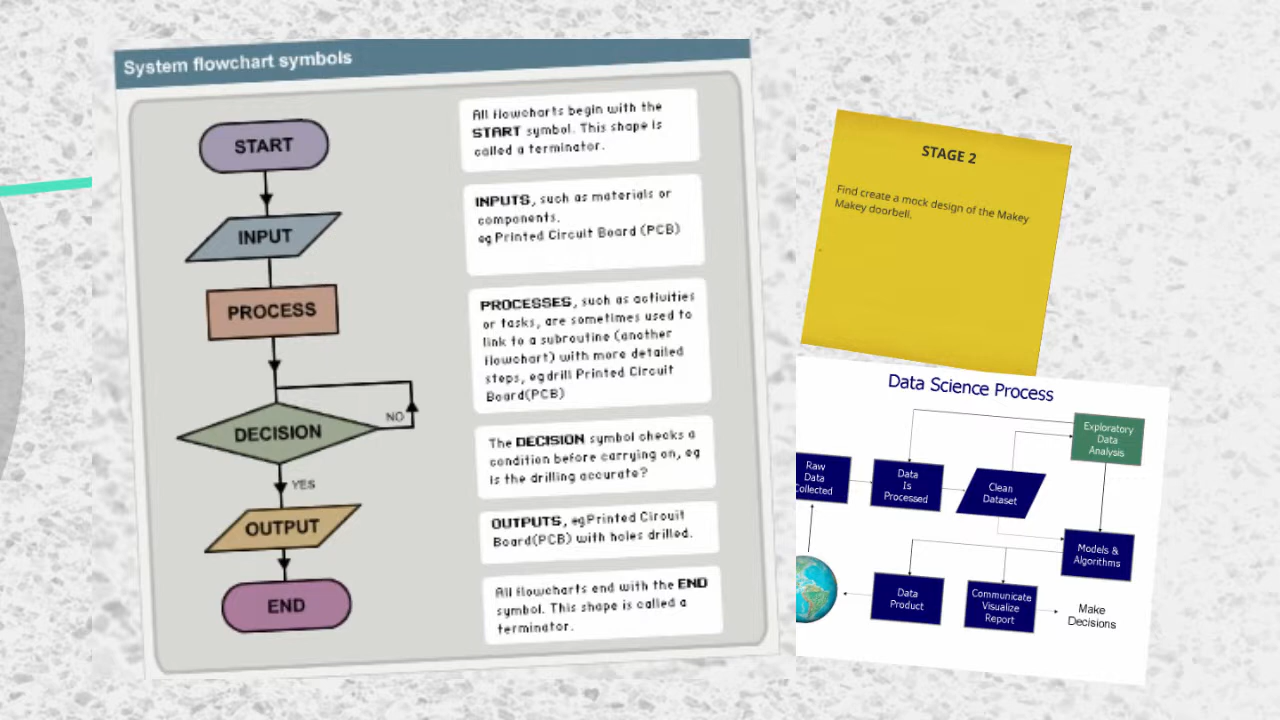 System flowchart symbols
START
All flowcharts begin with the
START symbol. This shape is
called a terminator.
INPUT
INPUTS, such as materials or
components.
eg Printed Circuit Board (PCB)
PROCESS
PROCESSES, such as activities
or tasks, are sometimes used to
link to a subroutine (another
flowchart) with more detailed
steps, eg drill Printed Circuit
Board(PCB)
NO
DECISION
The DECISION symbol checks a
condition before carrying on, eg
is the drilling accurate?
YES
OUTPUT
OUTPUTS, eg Printed Circuit
Board(PCB) with holes drilled.
END
All flowcharts end with the END
symbol. This shape is called a
terminator.
STAGE 2
Find create a mock design of the Makey
Makey doorbell.
Data Science Process
Exploratory
Data
Analysis
Raw
Data
Collected
Data
Is
Processed
Clean
Dataset
Models &
Algorithms
Data
Product
Communicate
Visualize
Report
Make
Decisions